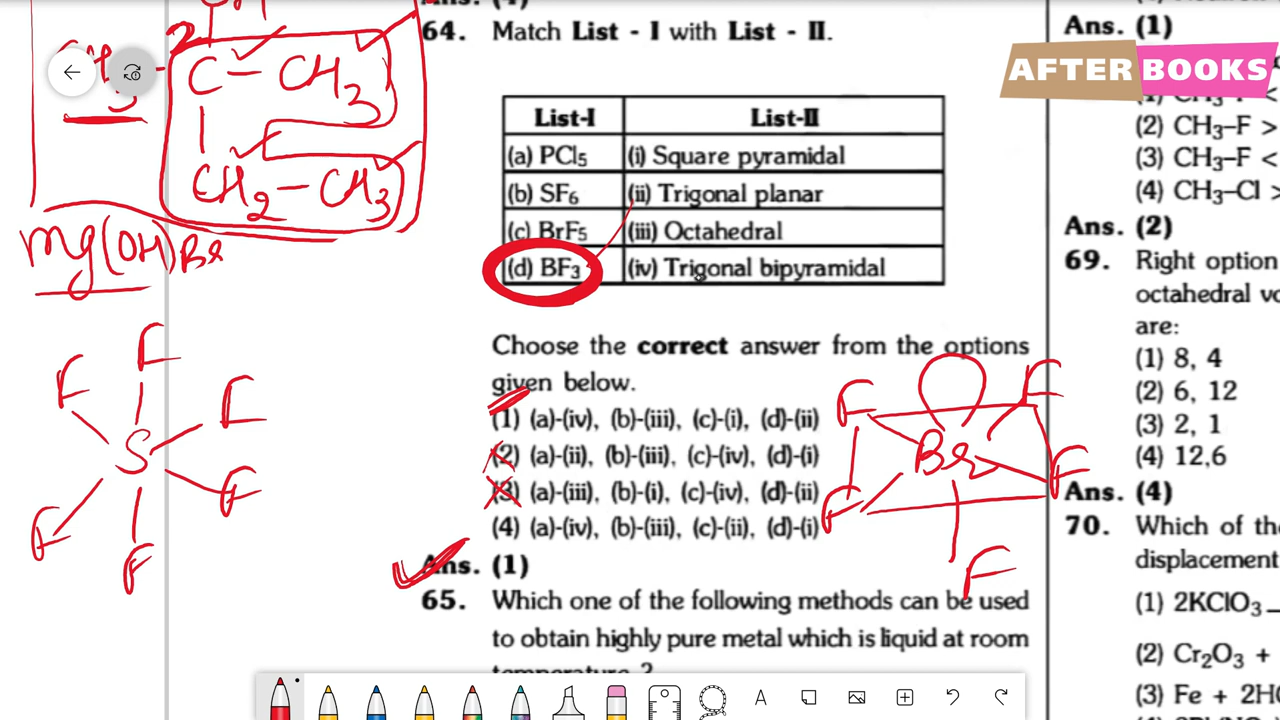 Ans. (4)
64. Match List - I with List - II.
List-I List-II
(a) PCl5 (i) Square pyramidal
(b) SF6 (ii) Trigonal planar
(c) BrF5 (iii) Octahedral
(d) BF3 (iv) Trigonal bipyramidal
Choose the correct answer from the options
given below.
(1) (a)-(iv), (b)-(iii), (c)-(i), (d)-(ii)
(2) (a)-(ii), (b)-(iii), (c)-(iv), (d)-(i)
(3) (a)-(iii), (b)-(i), (c)-(iv), (d)-(ii)
(4) (a)-(iv), (b)-(iii), (c)-(ii), (d)-(i)
Ans. (1)
65. Which one of the following methods can be used
to obtain highly pure metal which is liquid at room
temperature ?
C – CH3
CH2 – CH3
mg(OH)Br
F
F
F
S
F
F
F
F
F
Br
F
F
F
Ans. (1)
AFTERBOOKS
(1) CH3–F <
(2) CH3–F >
(3) CH3–F <
(4) CH3–Cl >
Ans. (2)
69. Right option
octahedral vo
are:
(1) 8, 4
(2) 6, 12
(3) 2, 1
(4) 12,6
Ans. (4)
70. Which of the
displacement
(1) 2KClO3
(2) Cr2O3 +
(3) Fe + 2H
A